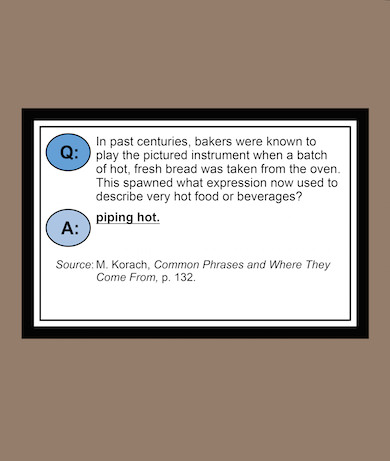 Q:
In past centuries, bakers were known to
play the pictured instrument when a batch
of hot, fresh bread was taken from the oven.
This spawned what expression now used to
describe very hot food or beverages?
A:
piping hot.
Source: M. Korach, Common Phrases and Where They
Come From, p. 132.